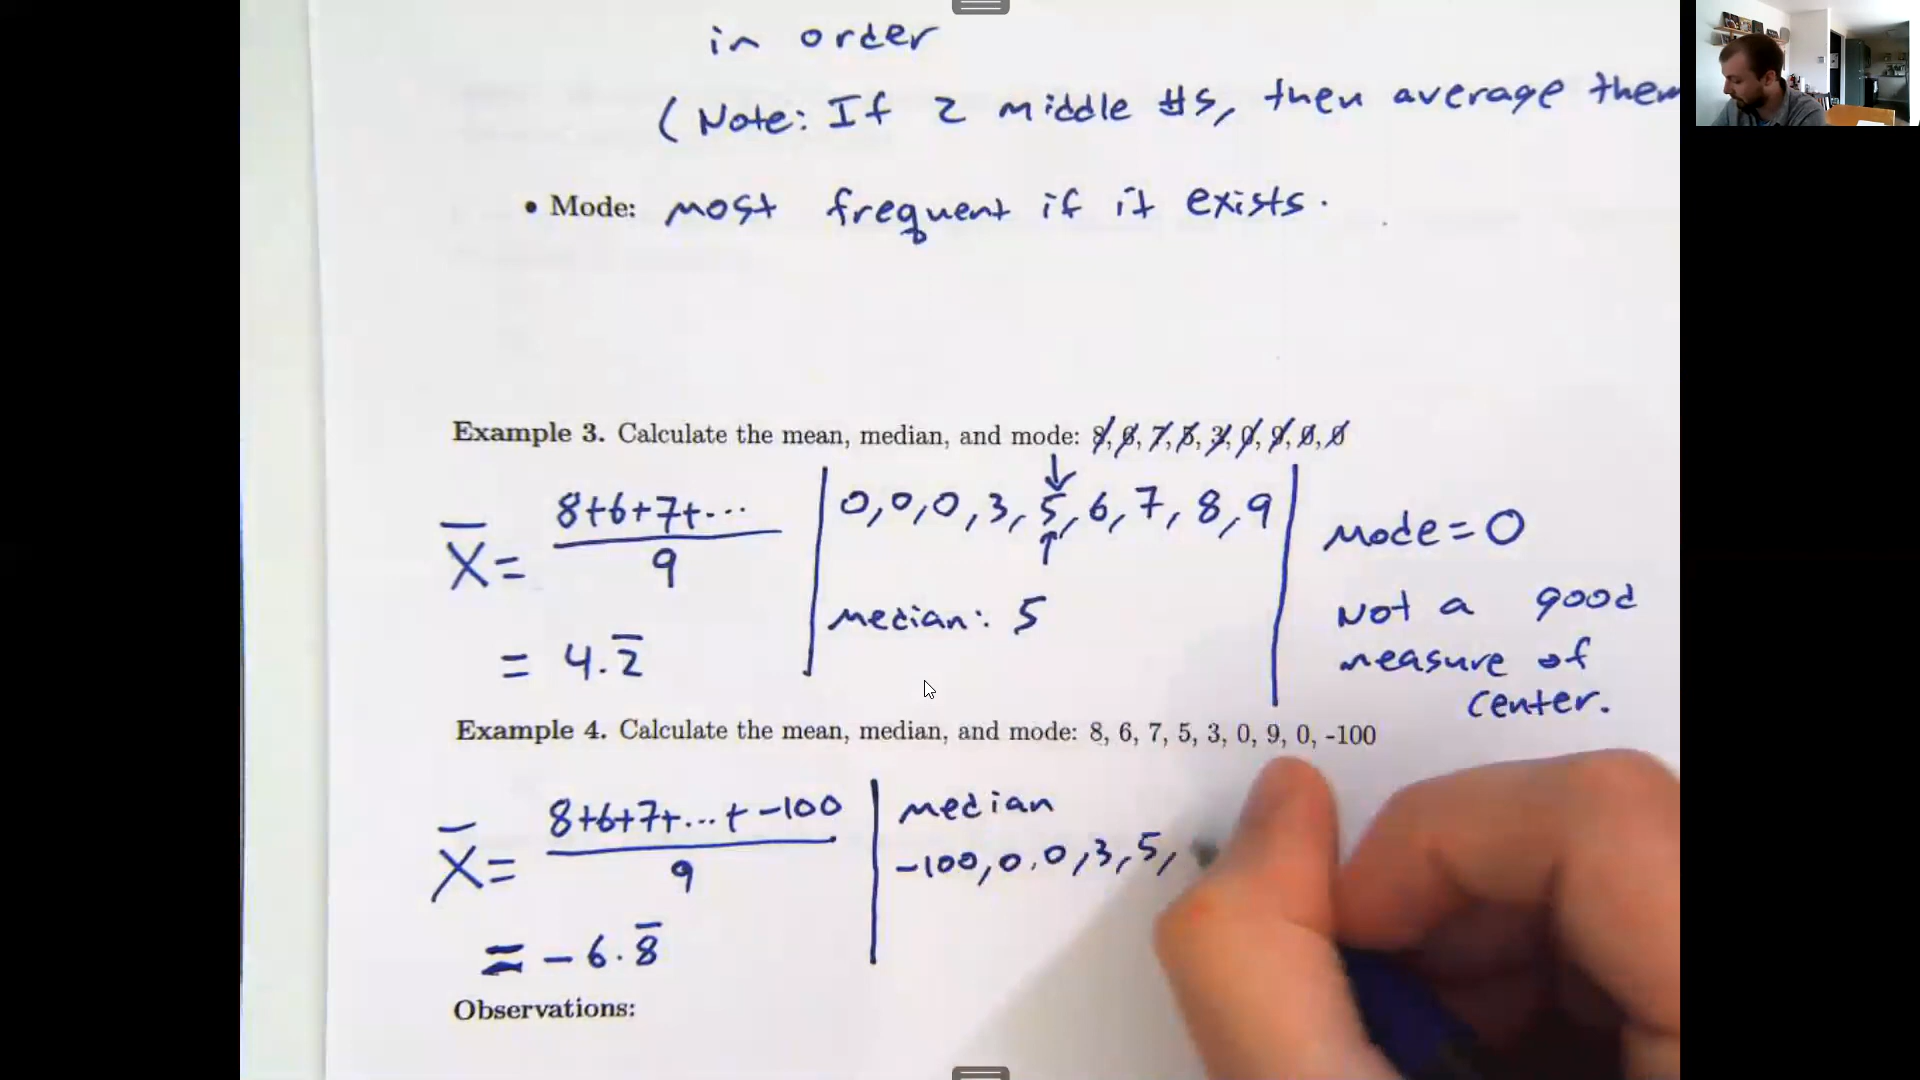 in order
(Note: If 2 middle #s, then average them
• Mode: most frequent if it exists.
Example 3. Calculate the mean, median, and mode: 8, 6, 7, 5, 3, 0, 9, 0, 0
X̄ = 8+6+7+... / 9
= 4.2̅
0, 0, 0, 3, 5, 6, 7, 8, 9
median: 5
Mode = 0
Not a good
measure of
center.
Example 4. Calculate the mean, median, and mode: 8, 6, 7, 5, 3, 0, 9, 0, -100
X̄ = 8+6+7+...+ -100 / 9
= -6.8̅
median
-100, 0, 0, 3, 5,
Observations: